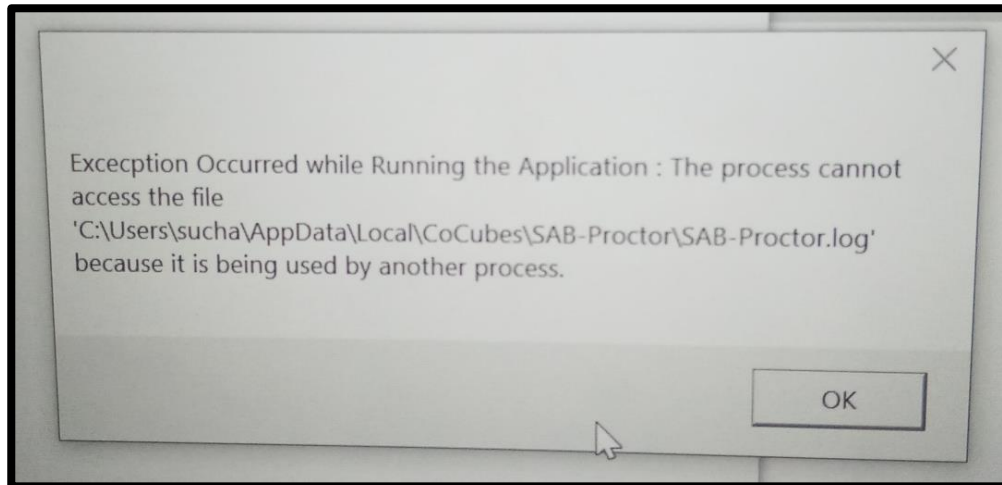 Excecption Occurred while Running the Application : The process cannot
access the file
'C:\Users\sucha\AppData\Local\CoCubes\SAB-Proctor\SAB-Proctor.log'
because it is being used by another process.
OK